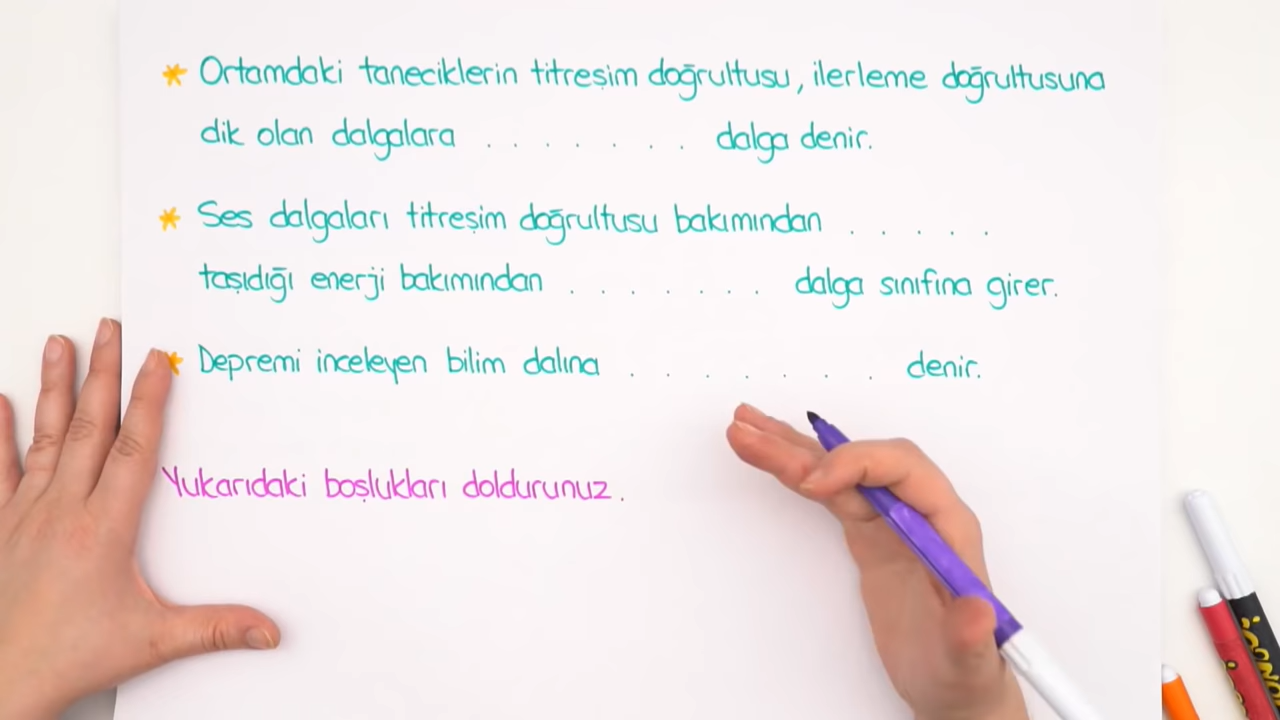 * Ortamdaki taneciklerin titreşim doğrultusu, ilerleme doğrultusuna
dik olan dalgalara . . . . . . . dalga denir.
* Ses dalgaları titreşim doğrultusu bakımından . . . . .
taşıdığı enerji bakımından . . . . . . . dalga sınıfına girer.
* Depremi inceleyen bilim dalına . . . . . . . denir.
Yukarıdaki boşlukları doldurunuz.